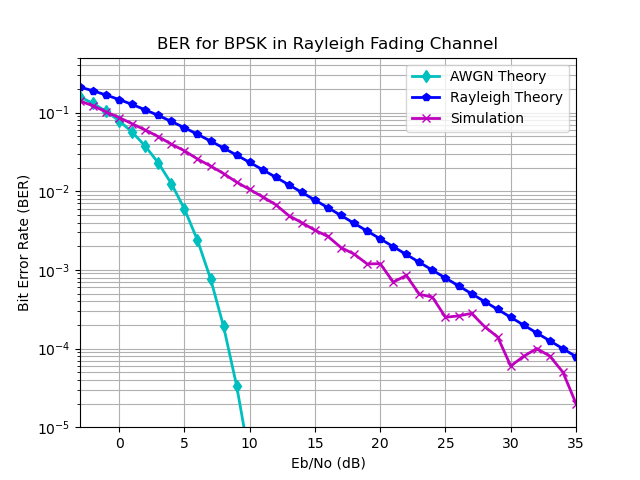 BER for BPSK in Rayleigh Fading Channel
AWGN Theory
Rayleigh Theory
Simulation
10⁻¹
10⁻²
10⁻³
10⁻⁴
10⁻⁵
Bit Error Rate (BER)
0 5 10 15 20 25 30 35
Eb/No (dB)